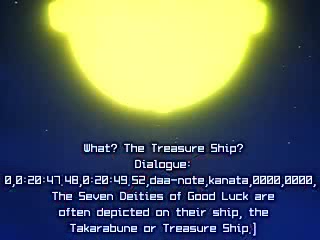 What? The Treasure Ship?
Dialogue:
0,0:20:47.48,0:20:49.52,daa-note,kanata,0000,0000,
The Seven Deities of Good Luck are
often depicted on their ship, the
Takarabune or Treasure Ship.]